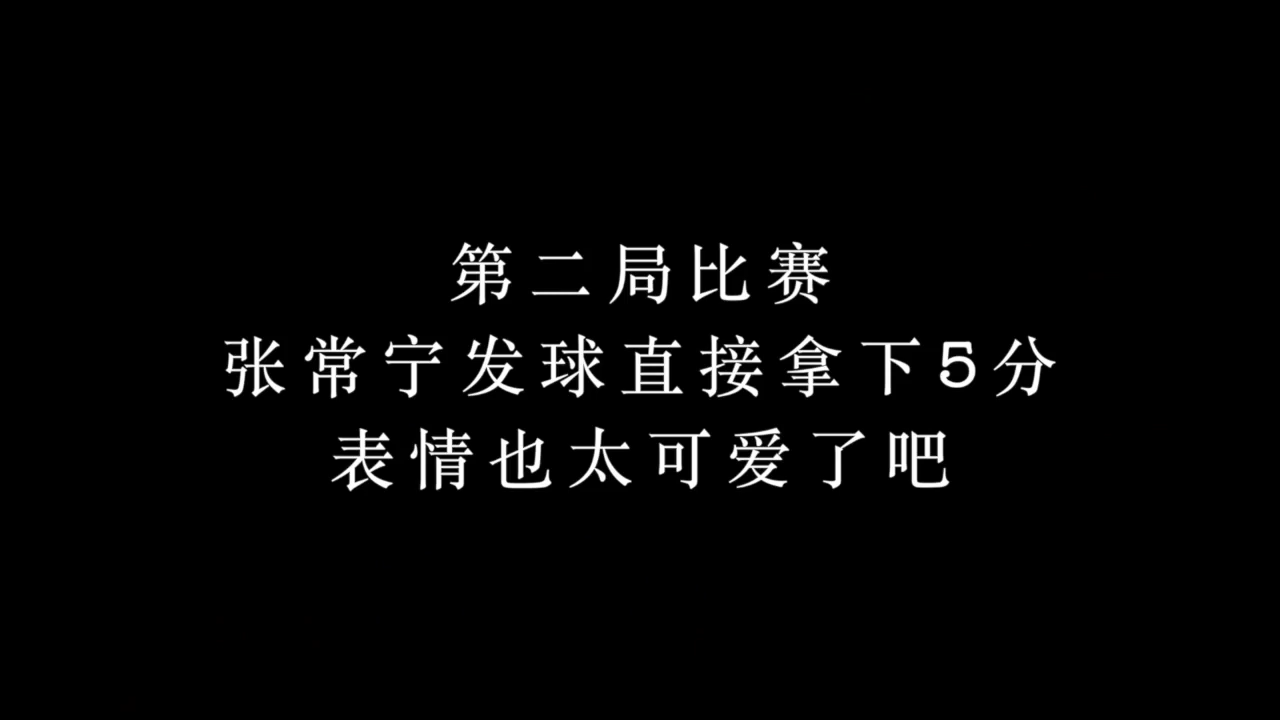 第二局比赛
张常宁发球直接拿下5分
表情也太可爱了吧